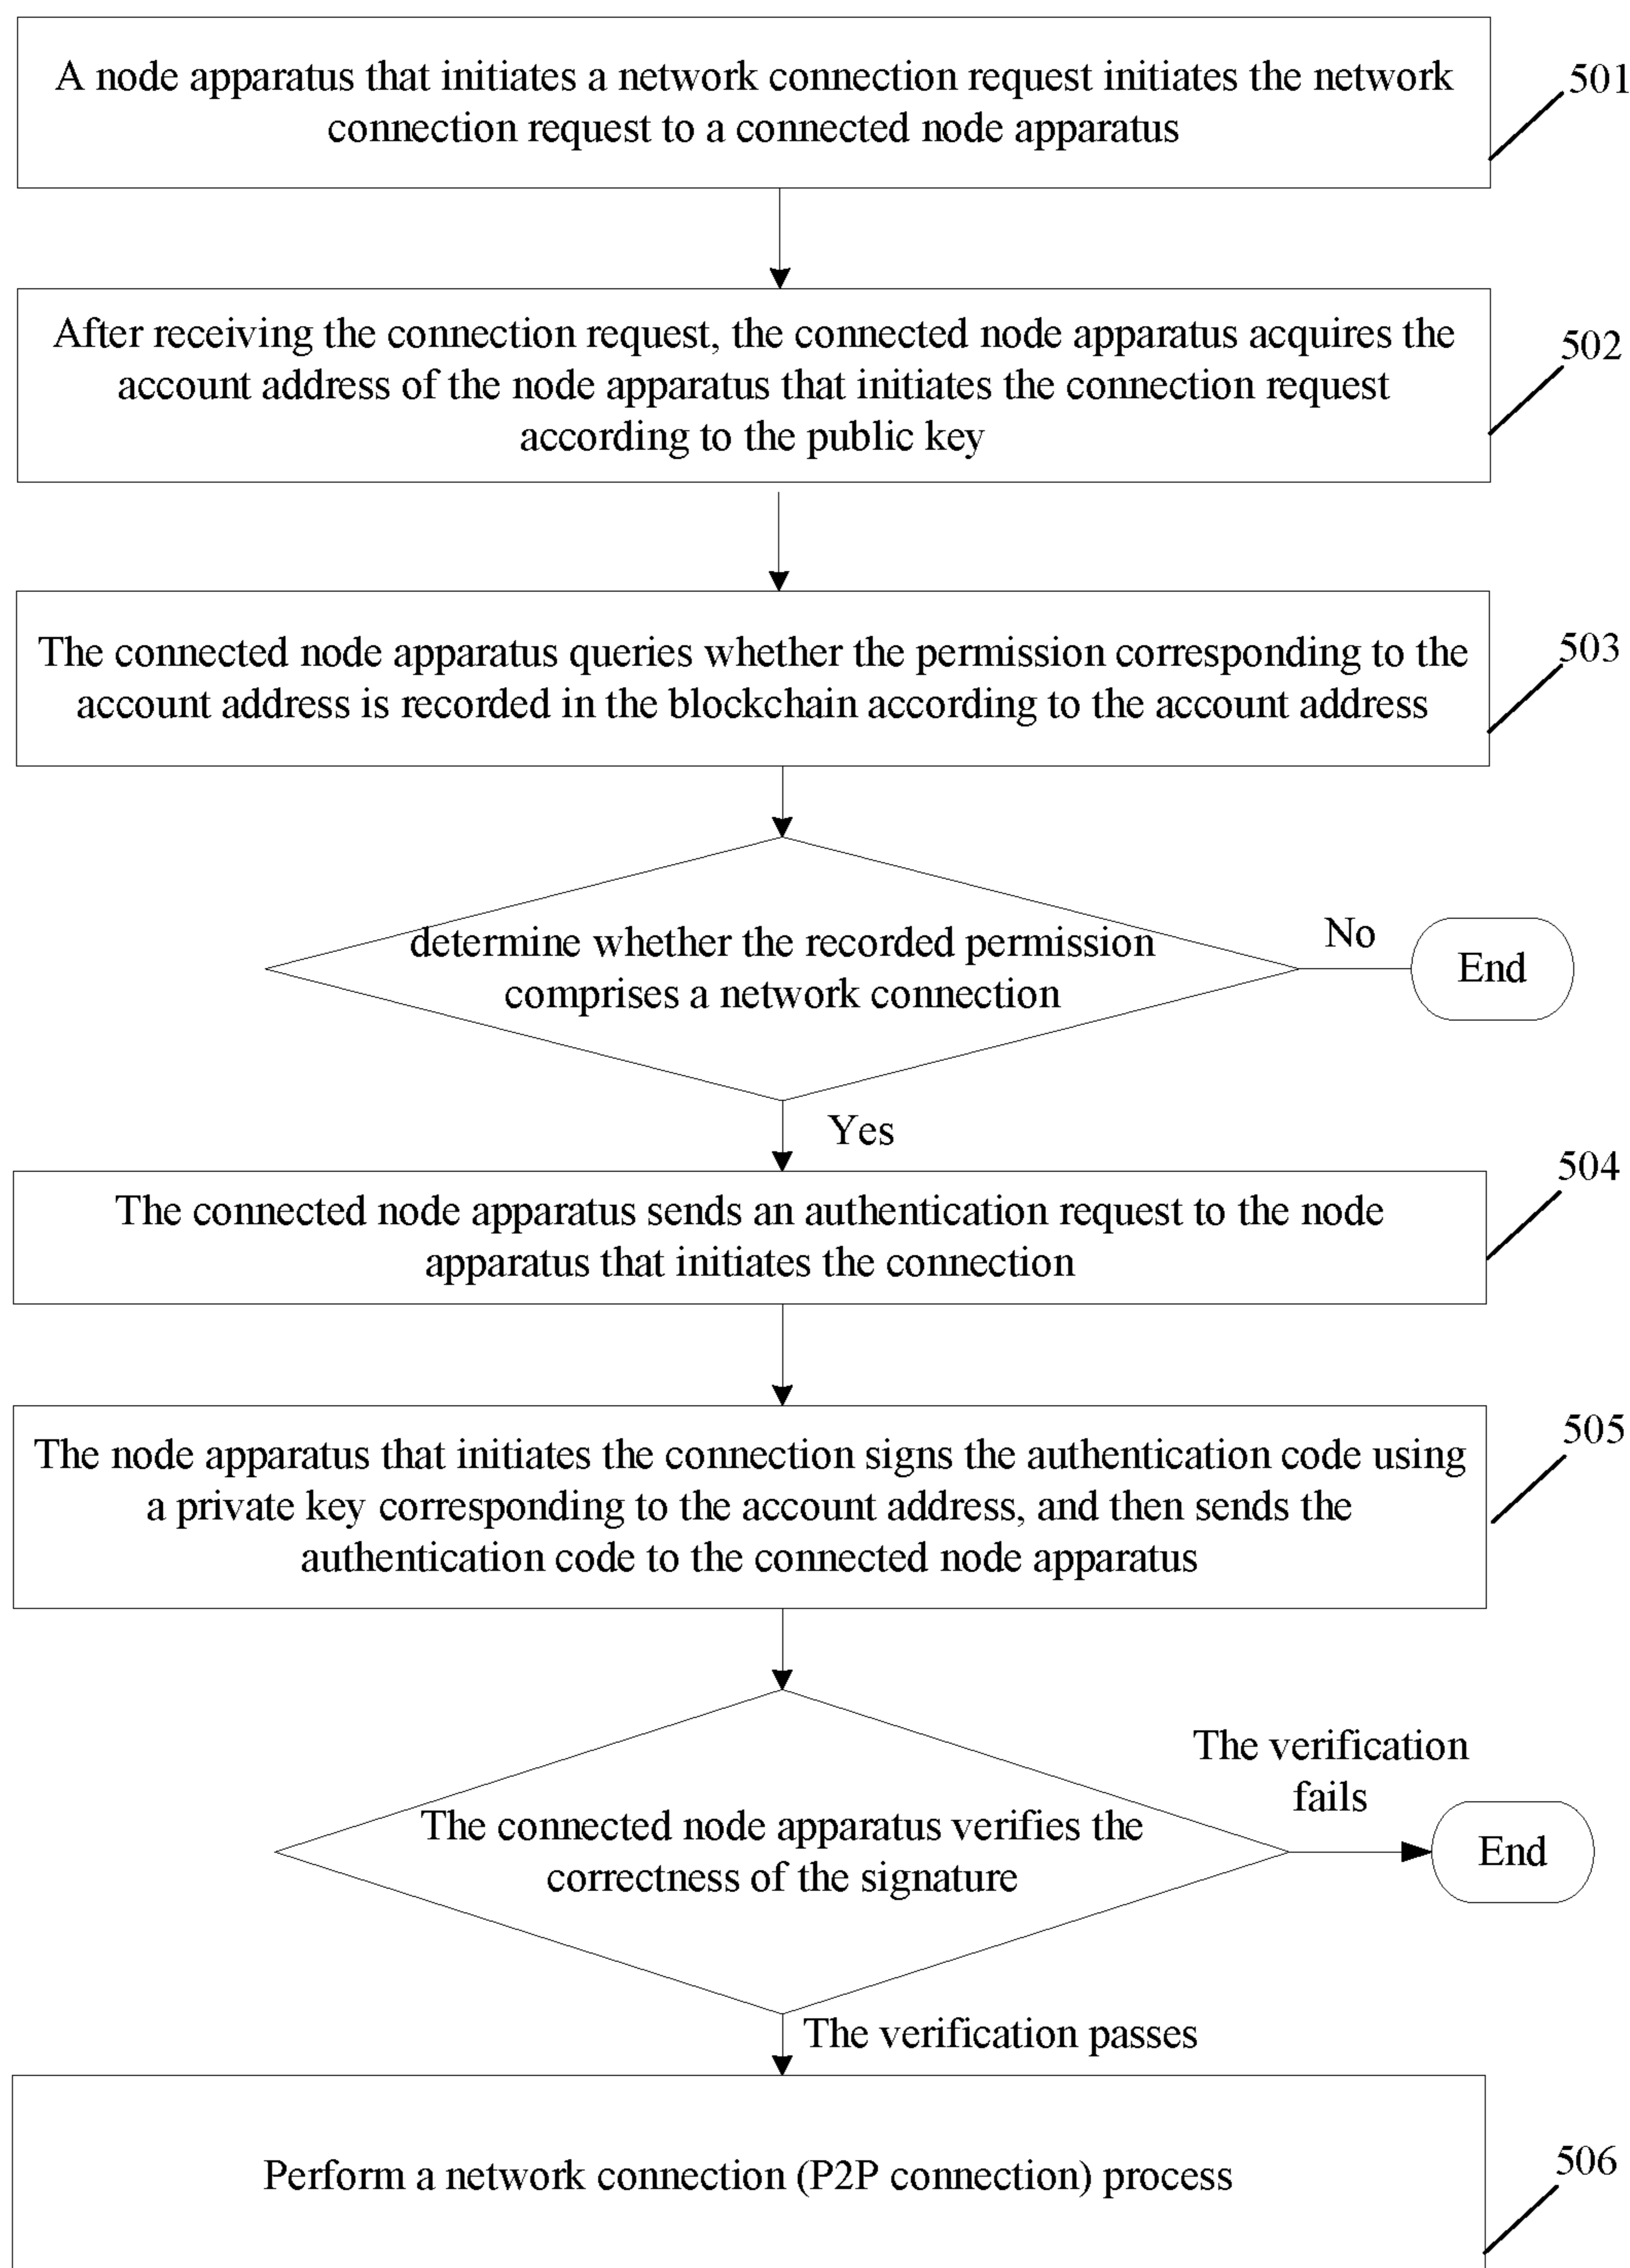 A node apparatus that initiates a network connection request initiates the network
connection request to a connected node apparatus
501
After receiving the connection request, the connected node apparatus acquires the
account address of the node apparatus that initiates the connection request
according to the public key
502
The connected node apparatus queries whether the permission corresponding to the
account address is recorded in the blockchain according to the account address
503
determine whether the recorded permission
comprises a network connection
No
End
Yes
The connected node apparatus sends an authentication request to the node
apparatus that initiates the connection
504
The node apparatus that initiates the connection signs the authentication code using
a private key corresponding to the account address, and then sends the
authentication code to the connected node apparatus
505
The connected node apparatus verifies the
correctness of the signature
The verification
fails
End
The verification passes
Perform a network connection (P2P connection) process
506